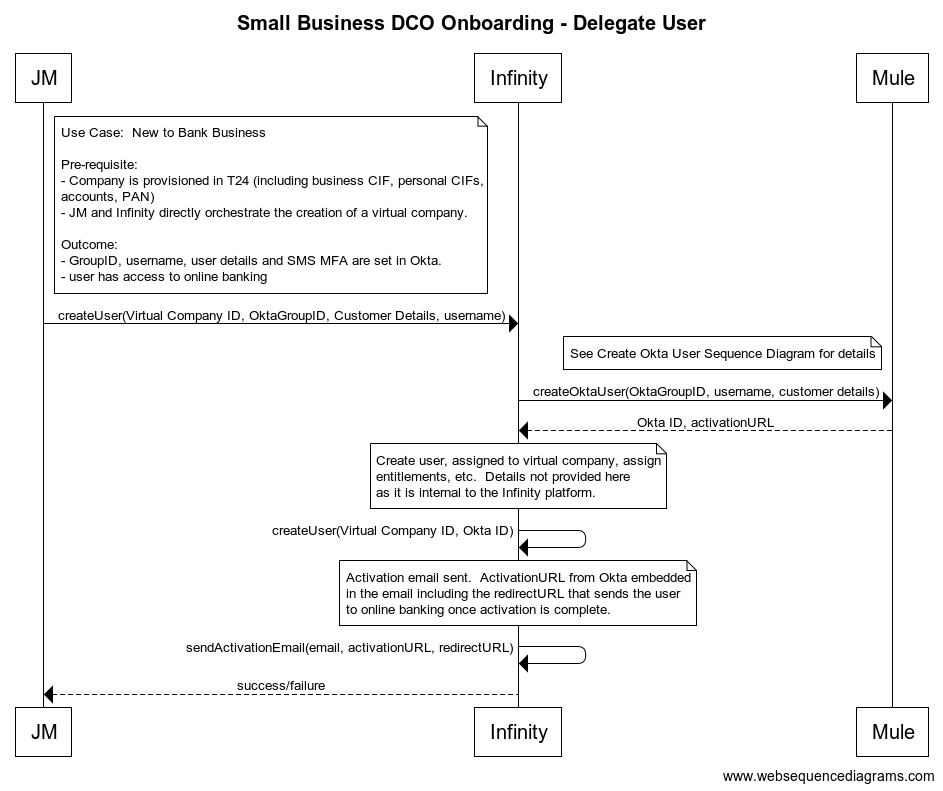 Small Business DCO Onboarding - Delegate User
JM
Infinity
Mule
Use Case:  New to Bank Business
Pre-requisite:
- Company is provisioned in T24 (including business CIF, personal CIFs,
accounts, PAN)
- JM and Infinity directly orchestrate the creation of a virtual company.
Outcome:
- GroupID, username, user details and SMS MFA are set in Okta.
- user has access to online banking
createUser(Virtual Company ID, OktaGroupID, Customer Details, username)
See Create Okta User Sequence Diagram for details
createOktaUser(OktaGroupID, username, customer details)
Okta ID, activationURL
Create user, assigned to virtual company, assign
entitlements, etc.  Details not provided here
as it is internal to the Infinity platform.
createUser(Virtual Company ID, Okta ID)
Activation email sent.  ActivationURL from Okta embedded
in the email including the redirectURL that sends the user
to online banking once activation is complete.
sendActivationEmail(email, activationURL, redirectURL)
success/failure
JM
Infinity
Mule
www.websequencediagrams.com